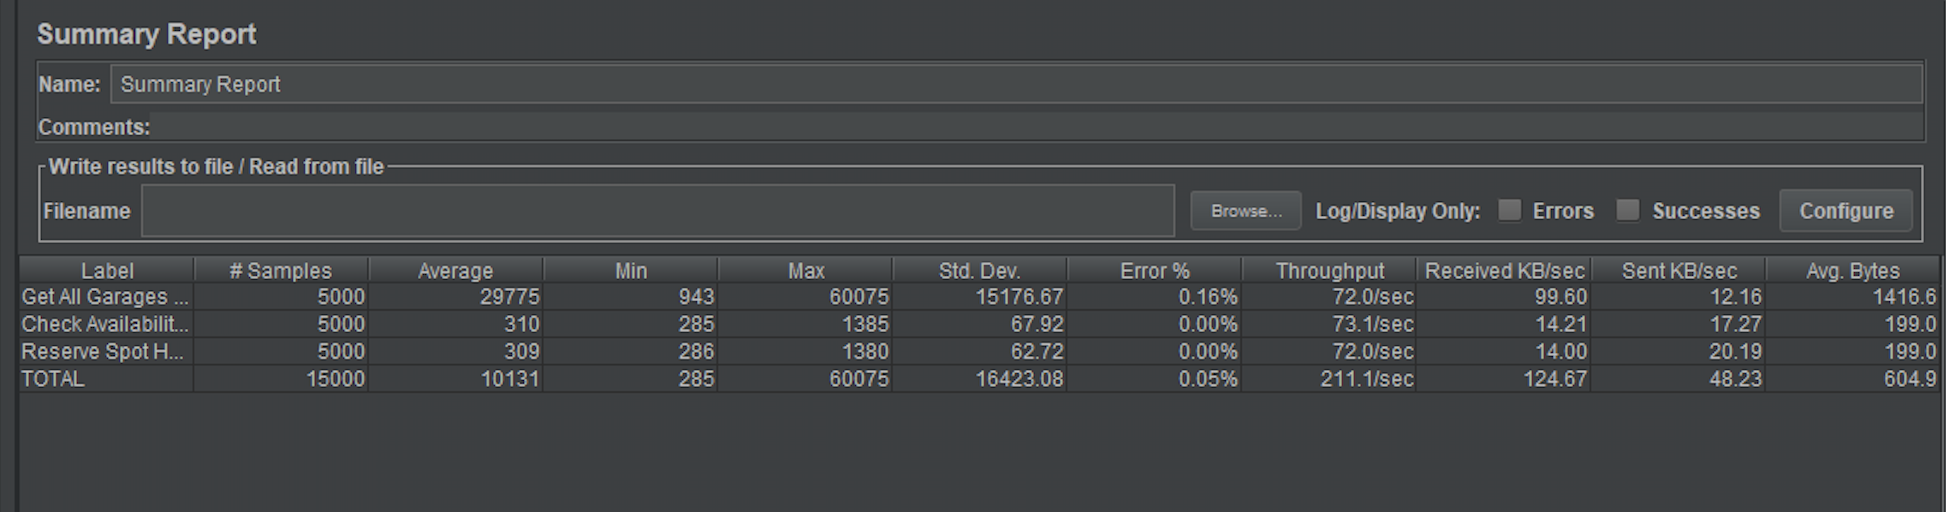 Summary Report
Name: Summary Report
Comments:
Write results to file / Read from file
Filename Browse... Log/Display Only: Errors Successes Configure
Label # Samples Average Min Max Std. Dev. Error % Throughput Received KB/sec Sent KB/sec Avg. Bytes
Get All Garages ... 5000 29775 943 60075 15176.67 0.16% 72.0/sec 99.60 12.16 1416.6
Check Availabilit... 5000 310 285 1385 67.92 0.00% 73.1/sec 14.21 17.27 199.0
Reserve Spot H... 5000 309 286 1380 62.72 0.00% 72.0/sec 14.00 20.19 199.0
TOTAL 15000 10131 285 60075 16423.08 0.05% 211.1/sec 124.67 48.23 604.9